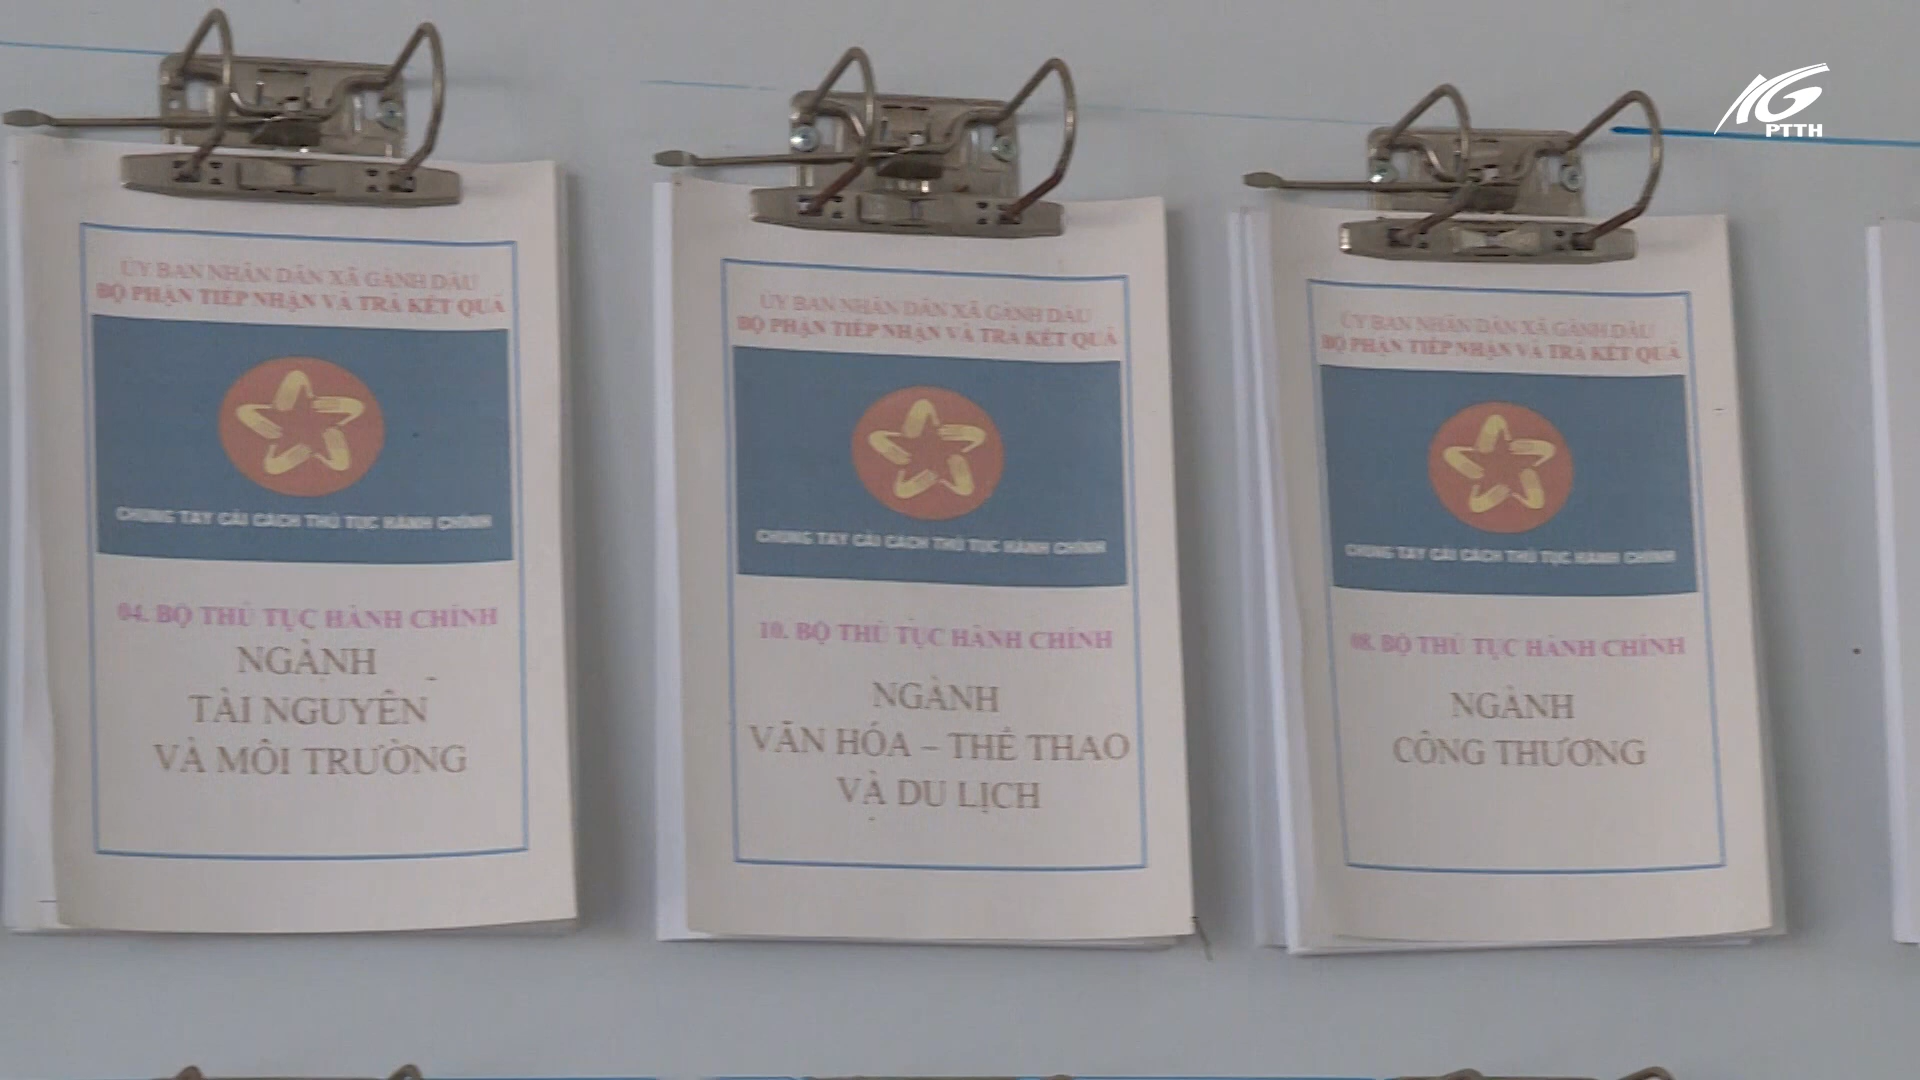 KG
PTTH
ỦY BAN NHÂN DÂN XÃ GÀNH DẦU
BỘ PHẬN TIẾP NHẬN VÀ TRẢ KẾT QUẢ
CHUNG TAY CẢI CÁCH THỦ TỤC HÀNH CHÍNH
04. BỘ THỦ TỤC HÀNH CHÍNH
NGÀNH
TÀI NGUYÊN
VÀ MÔI TRƯỜNG
ỦY BAN NHÂN DÂN XÃ GÀNH DẦU
BỘ PHẬN TIẾP NHẬN VÀ TRẢ KẾT QUẢ
CHUNG TAY CẢI CÁCH THỦ TỤC HÀNH CHÍNH
10. BỘ THỦ TỤC HÀNH CHÍNH
NGÀNH
VĂN HÓA – THỂ THAO
VÀ DU LỊCH
ỦY BAN NHÂN DÂN XÃ GÀNH DẦU
BỘ PHẬN TIẾP NHẬN VÀ TRẢ KẾT QUẢ
CHUNG TAY CẢI CÁCH THỦ TỤC HÀNH CHÍNH
08. BỘ THỦ TỤC HÀNH CHÍNH
NGÀNH
CÔNG THƯƠNG